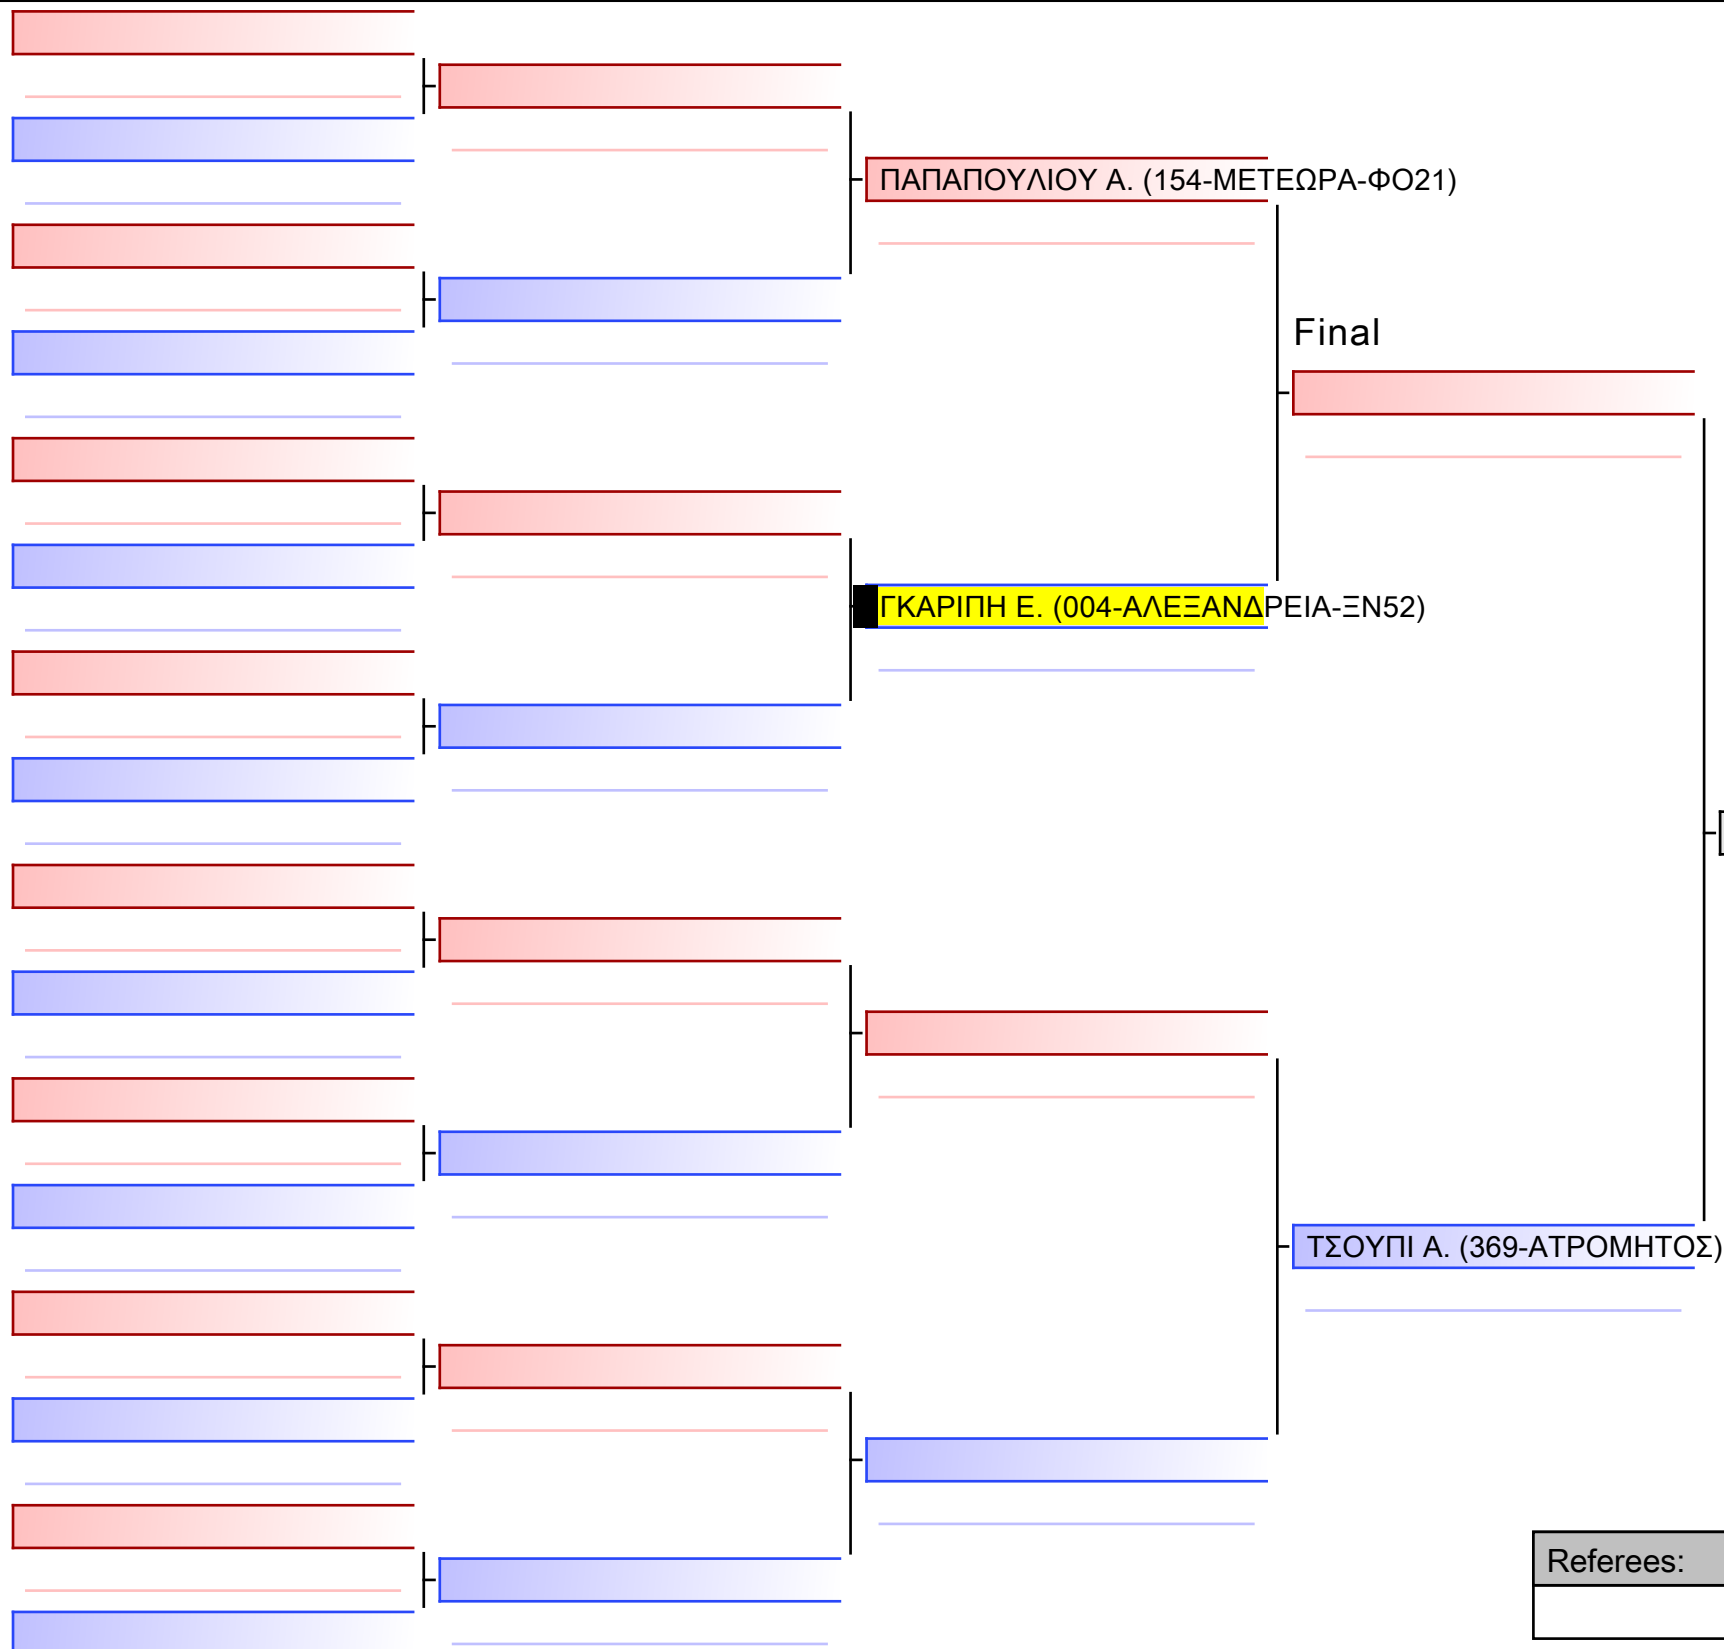 ΠΑΠΑΠΟΥΛΙΟΥ Α. (154-ΜΕΤΕΩΡΑ-ΦΟ21)
Final
ΓΚΑΡΙΠΗ Ε. (004-ΑΛΕΞΑΝΔΡΕΙΑ-ΞΝ52)
ΤΣΟΥΠΙ Α. (369-ΑΤΡΟΜΗΤΟΣ)
Referees: